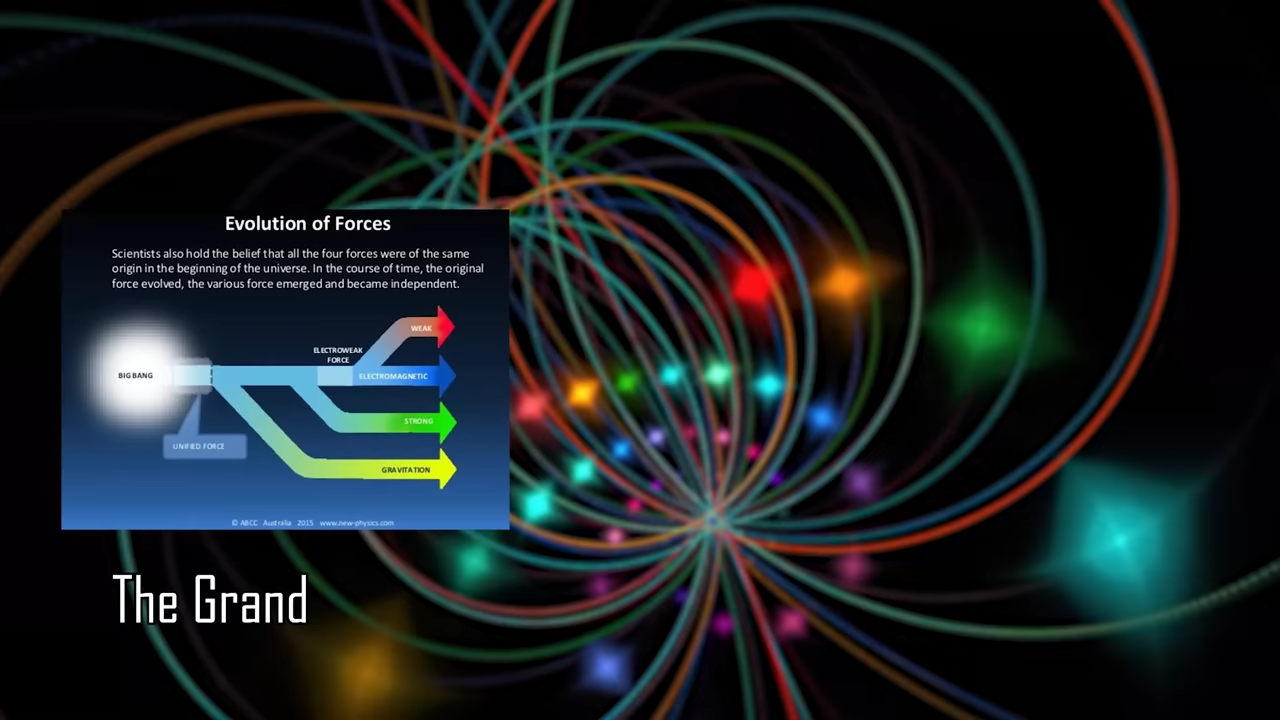 Evolution of Forces
Scientists also hold the belief that all the four forces were of the same
origin in the beginning of the universe. In the course of time, the original
force evolved, the various force emerged and became independent.
WEAK
ELECTROWEAK
FORCE
BIG BANG
ELECTROMAGNETIC
STRONG
UNIFIED FORCE
GRAVITATION
© ABCC Australia 2015 www.new-physics.com
The Grand